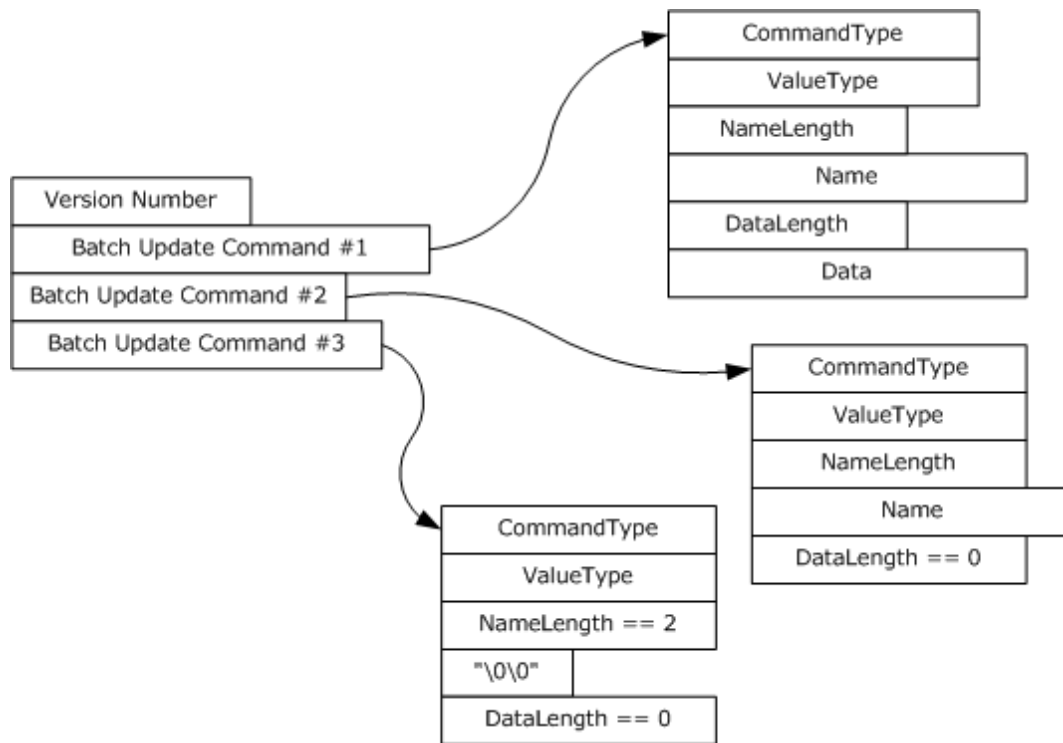 Version Number
Batch Update Command #1
Batch Update Command #2
Batch Update Command #3
CommandType
ValueType
NameLength
Name
DataLength
Data
CommandType
ValueType
NameLength
Name
DataLength == 0
CommandType
ValueType
NameLength == 2
"\0\0"
DataLength == 0